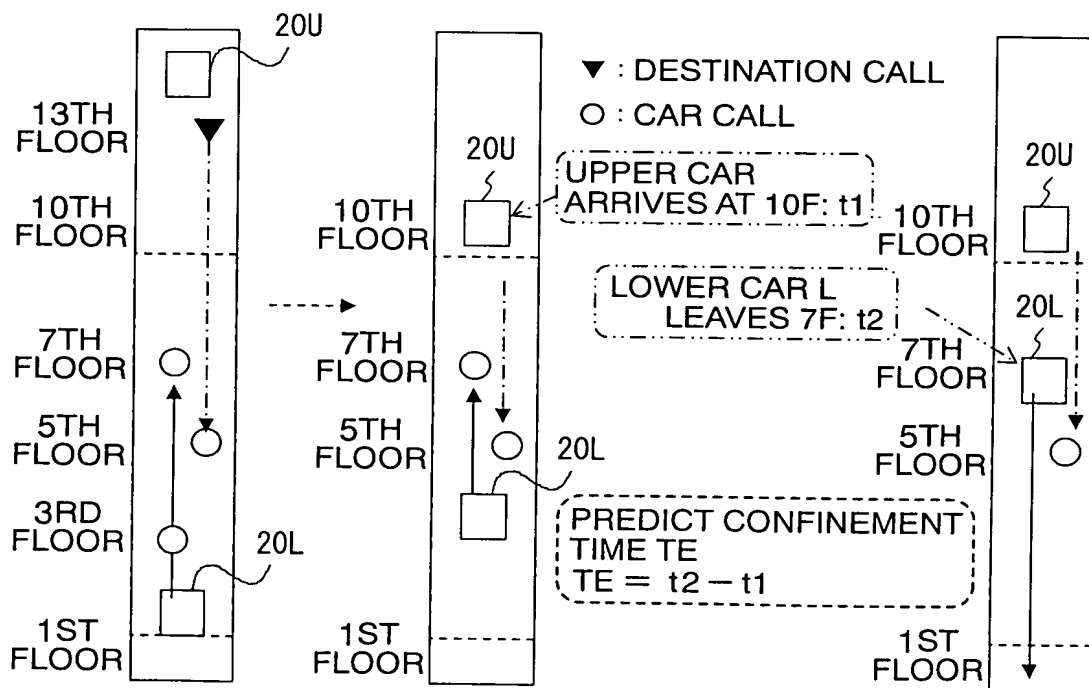 20U
13TH
FLOOR
10TH
FLOOR
7TH
FLOOR
5TH
FLOOR
3RD
FLOOR
20L
1ST
FLOOR
▼ : DESTINATION CALL
○ : CAR CALL
20U
UPPER CAR
ARRIVES AT 10F: t1
10TH
FLOOR
LOWER CAR L
LEAVES 7F: t2
7TH
FLOOR
5TH
FLOOR
20L
PREDICT CONFINEMENT
TIME TE
TE = t2 – t1
20U
10TH
FLOOR
20L
7TH
FLOOR
5TH
FLOOR
1ST
FLOOR